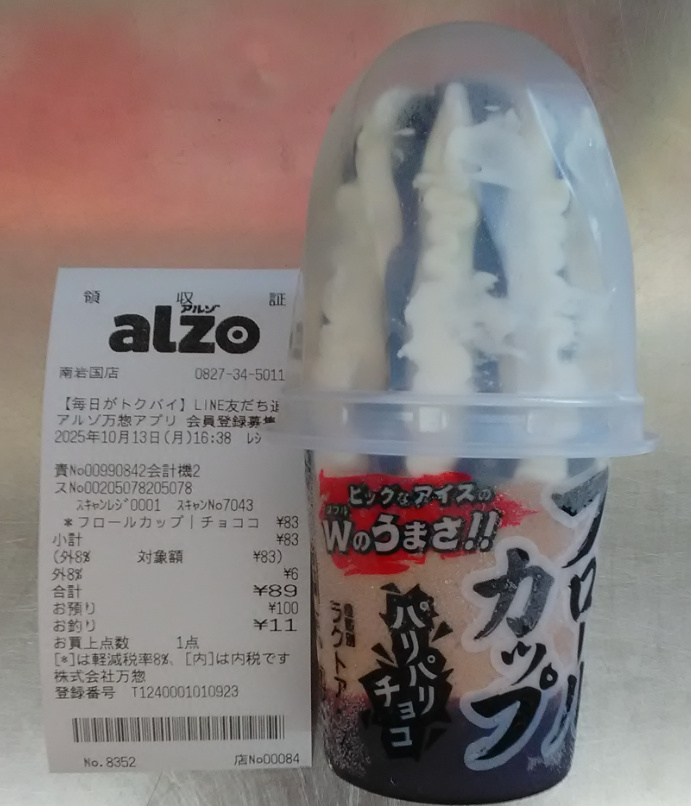 領収証
アルゾ
alzo
南岩国店 0827-34-5011
【毎日がトクバイ】LINE友だち追
アルゾ万惣アプリ 会員登録募集
2025年10月13日(月)16:38 レシ
責No00990842会計機2
スNo00205078205078
スキャンレジ0001 スキャンNo7043
*フロールカップ|チョココ ¥83
小計 ¥83
(外8% 対象額 ¥83)
外8% ¥6
合計 ¥89
お預り ¥100
お釣り ¥11
お買上点数 1点
[*]は軽減税率8%、[内]は内税です
株式会社万惣
登録番号 T1240001010923
No.8352 店No00084
ビックなアイスの
ダブル
Wのうまさ!!
フロール
カップ
パリパリ
チョコ
ラクトア